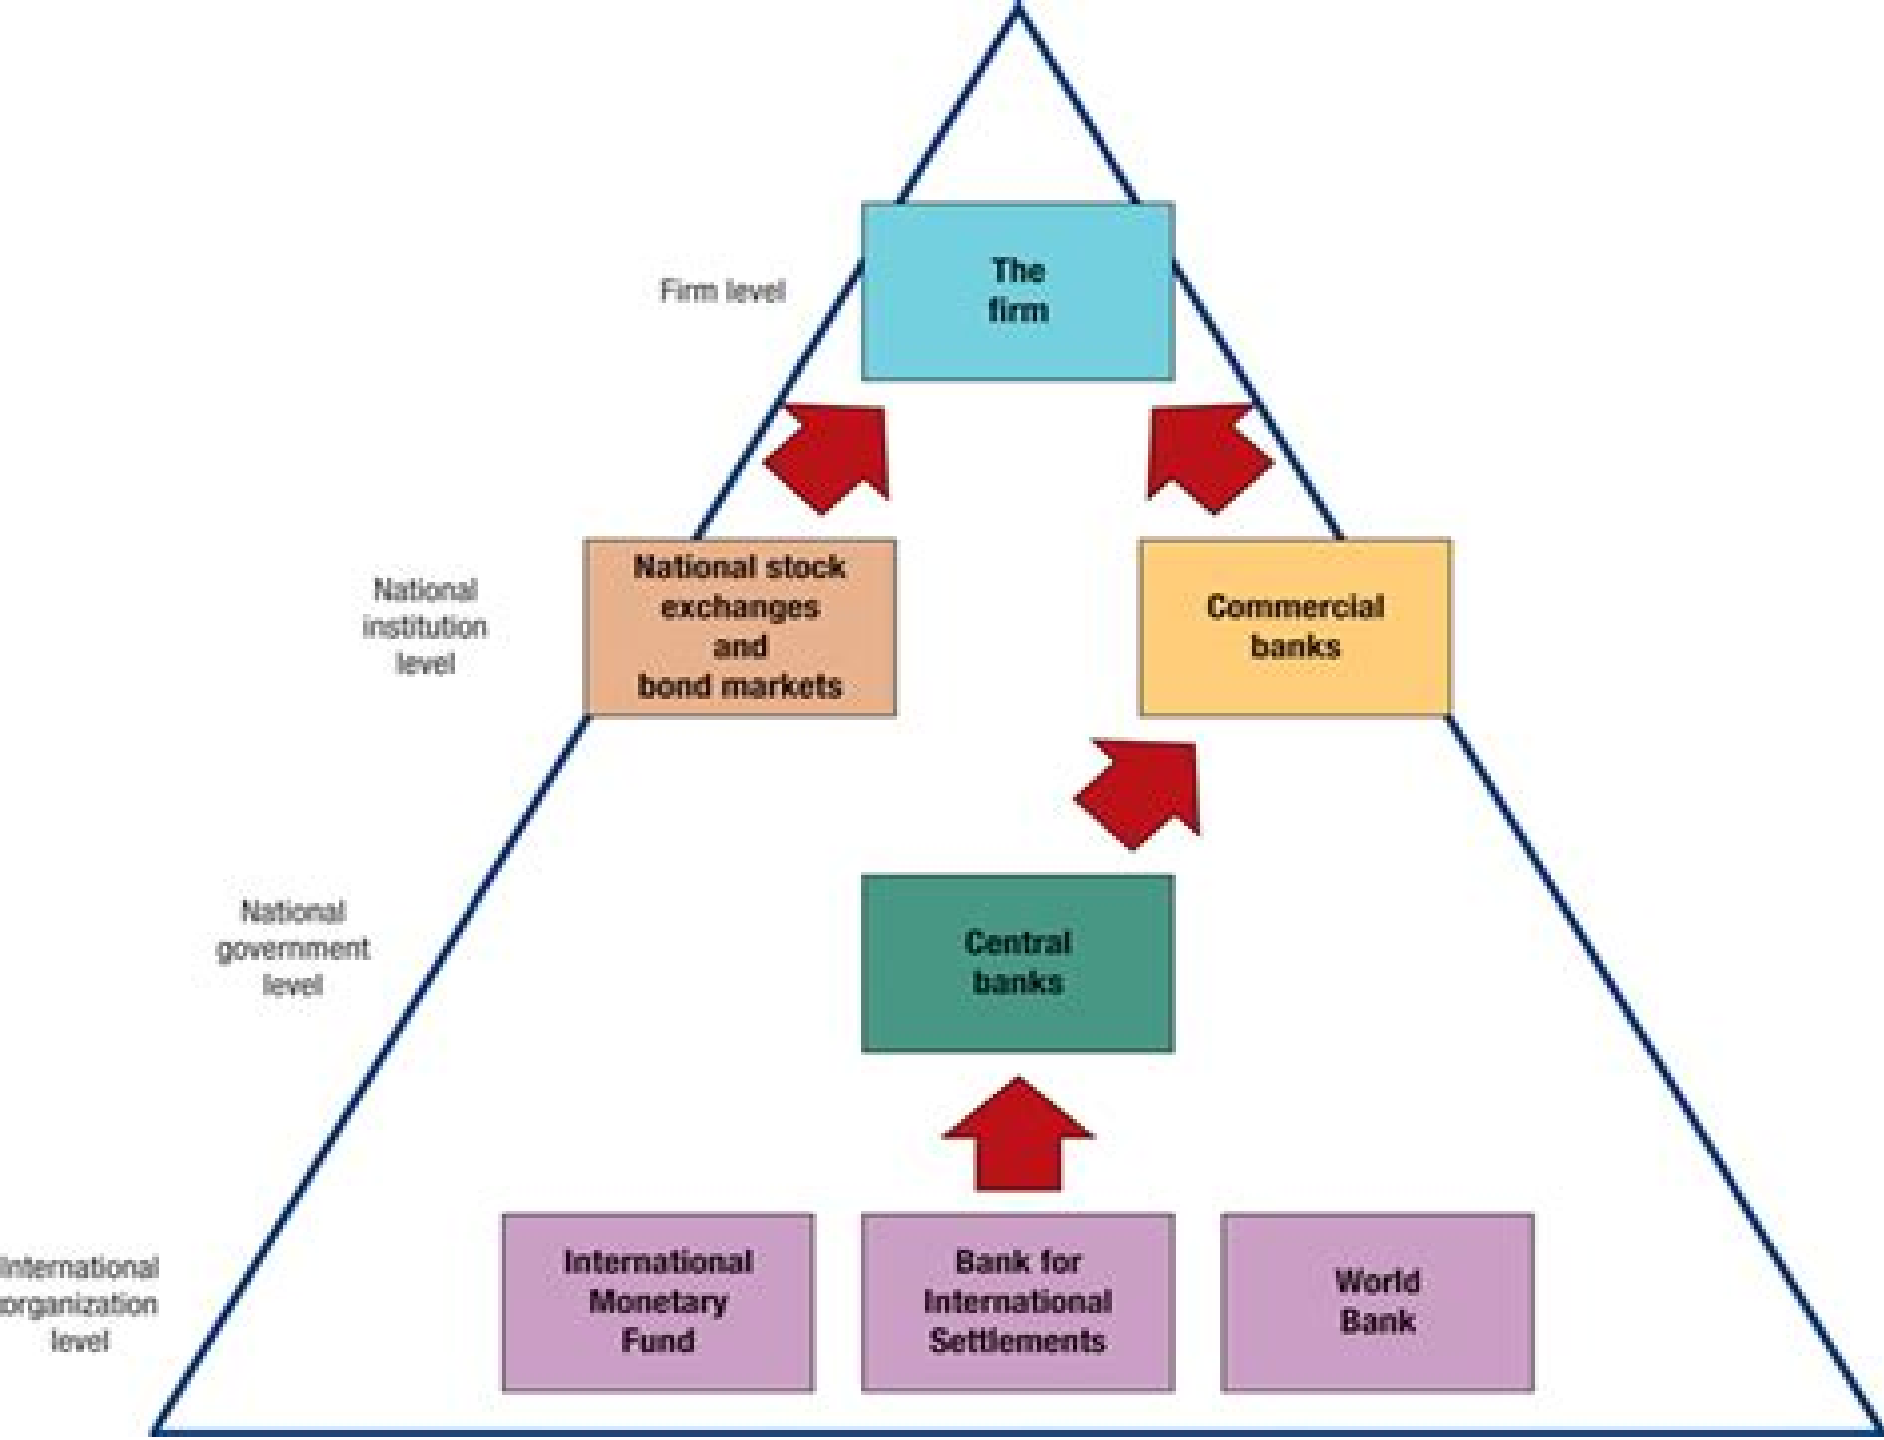 The
firm
Firm level
National stock
exchanges
and
bond markets
Commercial
banks
National
institution
level
Central
banks
National
government
level
International
Monetary
Fund
Bank for
International
Settlements
World
Bank
International
organization
level